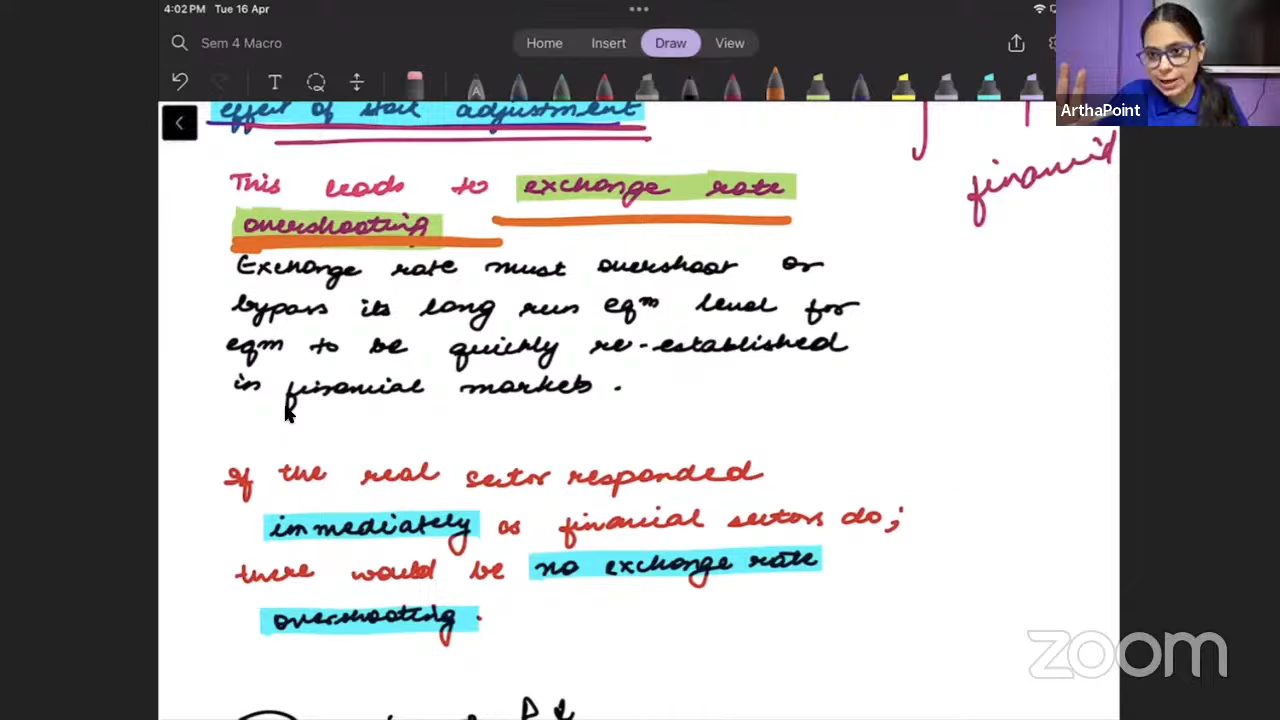 4:02 PM Tue 16 Apr
Sem 4 Macro
Home Insert Draw View
ArthaPoint
effect of stock adjustment
financial
This leads to exchange rate
overshooting
Exchange rate must overshoot or
bypass its long run eqm level for
eqm to be quickly re-established
in financial markets.
If the real sector responded
immediately as financial sectors do;
there would be no exchange rate
overshooting.
zoom